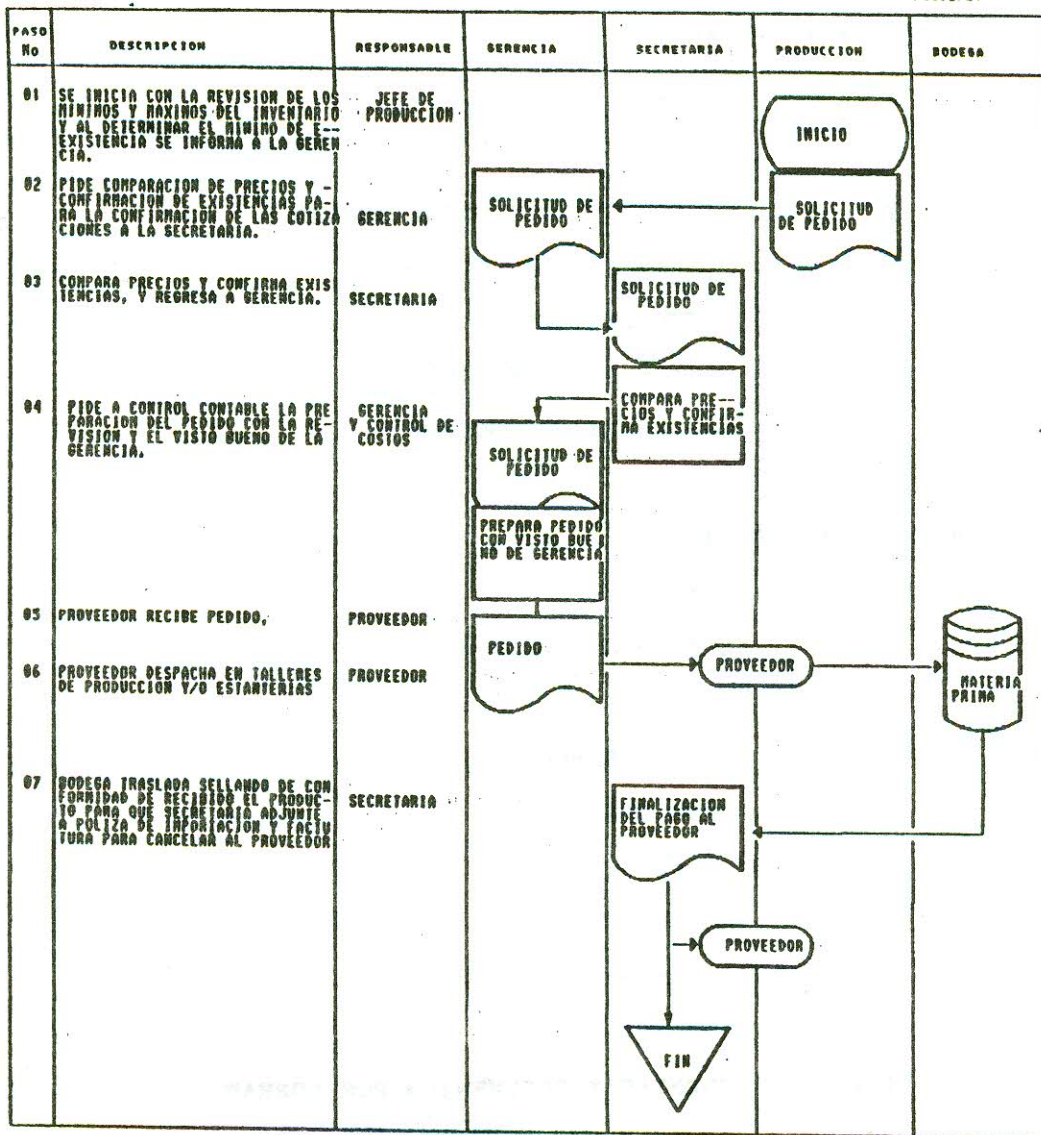 PASO
No
DESCRIPCION
RESPONSABLE
GERENCIA
SECRETARIA
PRODUCCION
BODEGA
01
SE INICIA CON LA REVISION DE LOS
MINIMOS Y MAXIMOS DEL INVENTARIO
Y AL DETERMINAR EL MINIMO DE E--
EXISTENCIA SE INFORMA A LA GEREN
CIA.
JEFE DE
PRODUCCION
INICIO
02
PIDE COMPARACION DE PRECIOS Y -
CONFIRMACION DE EXISTENCIAS PA-
RA LA CONFIRMACION DE LAS COTIZA
CIONES A LA SECRETARIA.
GERENCIA
SOLICITUD DE
PEDIDO
SOLICITUD
DE PEDIDO
03
COMPARA PRECIOS Y CONFIRMA EXIS
TENCIAS, Y REGRESA A GERENCIA.
SECRETARIA
SOLICITUD DE
PEDIDO
04
PIDE A CONTROL CONTABLE LA PRE
PARACION DEL PEDIDO CON LA RE-
VISION Y EL VISTO BUENO DE LA
GERENCIA.
GERENCIA
Y CONTROL DE
COSTOS
COMPARA PRE--
CIOS Y CONFIR-
MA EXISTENCIAS
SOLICITUD DE
PEDIDO
PREPARA PEDIDO
CON VISTO BUE
NO DE GERENCIA
05
PROVEEDOR RECIBE PEDIDO.
PROVEEDOR
PEDIDO
PROVEEDOR
MATERIA
PRIMA
06
PROVEEDOR DESPACHA EN TALLERES
DE PRODUCCION Y/O ESTANTERIAS
PROVEEDOR
07
BODEGA TRASLADA SELLANDO DE CON
FORMIDAD DE RECIBIDO EL PRODUC-
TO PARA QUE SECRETARIA ADJUNTE
A POLIZA DE IMPORTACION Y FACTU
TURA PARA CANCELAR AL PROVEEDOR
SECRETARIA
FINALIZACION
DEL PAGO AL
PROVEEDOR
PROVEEDOR
FIN